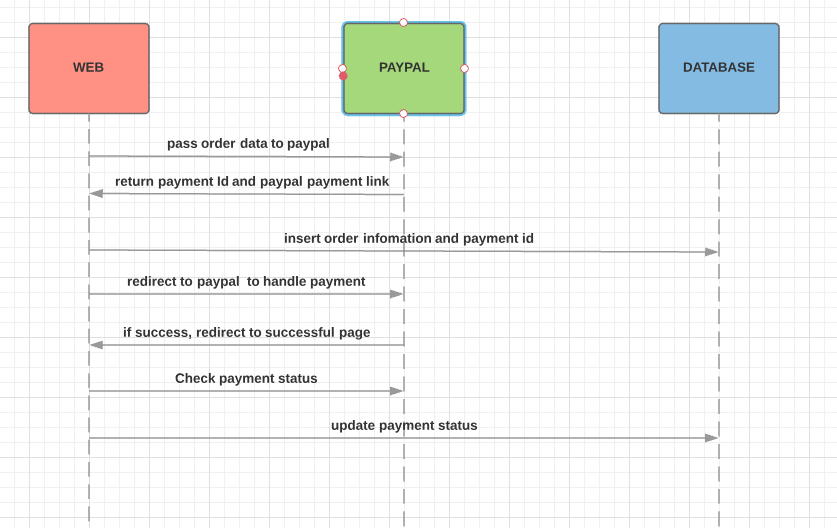 WEB
PAYPAL
DATABASE
pass order data to paypal
return payment Id and paypal payment link
insert order infomation and payment id
redirect to paypal to handle payment
if success, redirect to successful page
Check payment status
update payment status